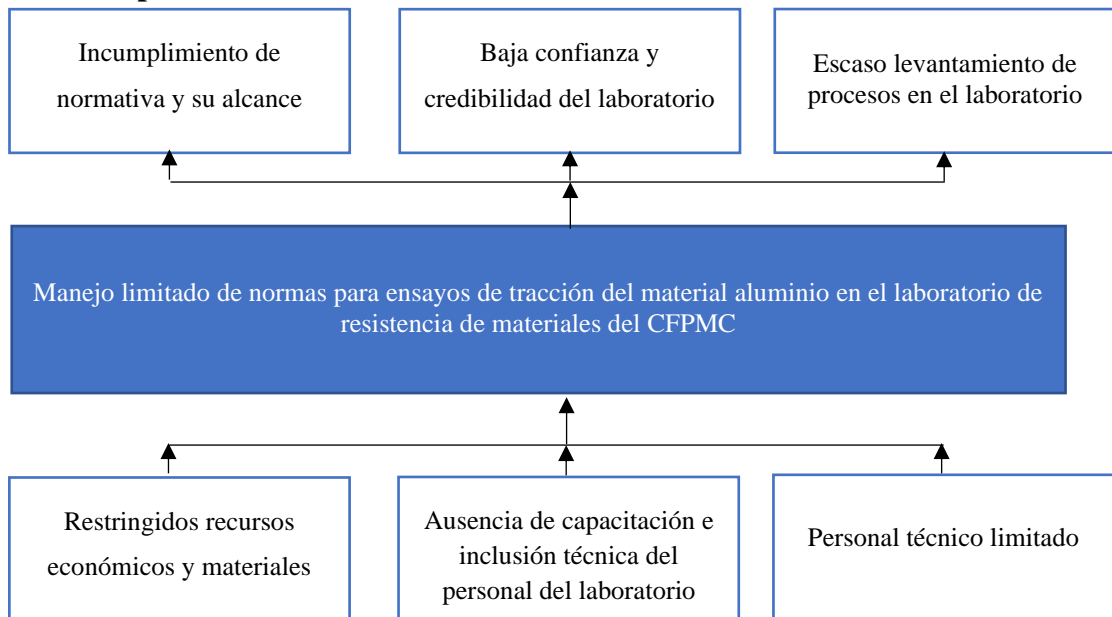 Incumplimiento de
normativa y su alcance
Baja confianza y
credibilidad del laboratorio
Escaso levantamiento de
procesos en el laboratorio
Manejo limitado de normas para ensayos de tracción del material aluminio en el laboratorio de
resistencia de materiales del CFPMC
Restringidos recursos
económicos y materiales
Ausencia de capacitación e
inclusión técnica del
personal del laboratorio
Personal técnico limitado